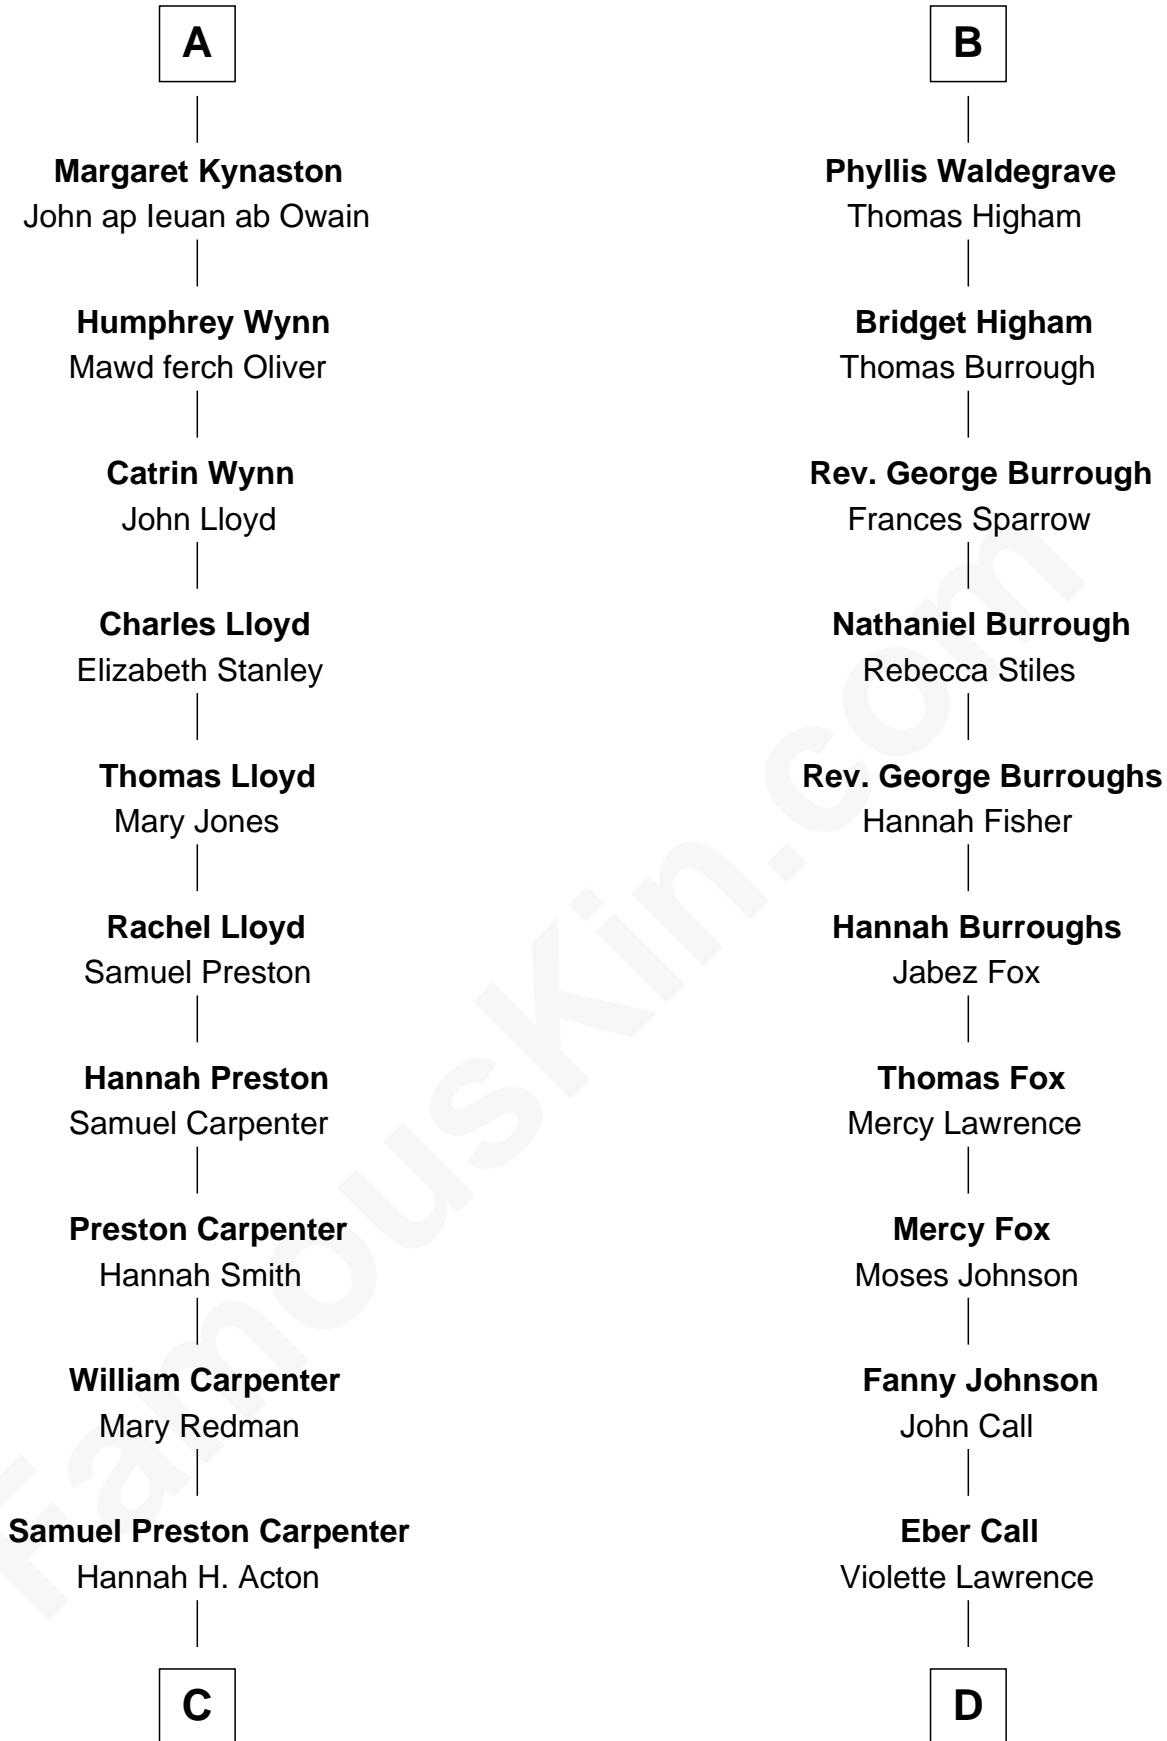 A
Margaret Kynaston
John ap Ieuan ab Owain
Humphrey Wynn
Mawd ferch Oliver
Catrin Wynn
John Lloyd
Charles Lloyd
Elizabeth Stanley
Thomas Lloyd
Mary Jones
Rachel Lloyd
Samuel Preston
Hannah Preston
Samuel Carpenter
Preston Carpenter
Hannah Smith
William Carpenter
Mary Redman
Samuel Preston Carpenter
Hannah H. Acton
C
B
Phyllis Waldegrave
Thomas Higham
Bridget Higham
Thomas Burrough
Rev. George Burrough
Frances Sparrow
Nathaniel Burrough
Rebecca Stiles
Rev. George Burroughs
Hannah Fisher
Hannah Burroughs
Jabez Fox
Thomas Fox
Mercy Lawrence
Mercy Fox
Moses Johnson
Fanny Johnson
John Call
Eber Call
Violette Lawrence
D
FamousKin.com